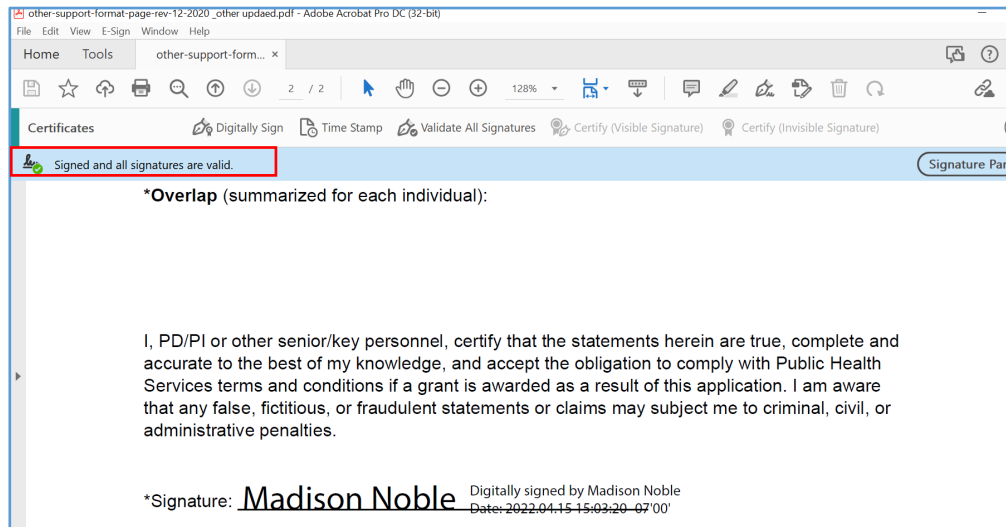 other-support-format-page-rev-12-2020 _other updaed.pdf - Adobe Acrobat Pro DC (32-bit)
File Edit View E-Sign Window Help
Home Tools other-support-form... ×
2 / 2 128%
Certificates Digitally Sign Time Stamp Validate All Signatures Certify (Visible Signature) Certify (Invisible Signature)
Signed and all signatures are valid. Signature Pan
*Overlap (summarized for each individual):
I, PD/PI or other senior/key personnel, certify that the statements herein are true, complete and
accurate to the best of my knowledge, and accept the obligation to comply with Public Health
Services terms and conditions if a grant is awarded as a result of this application. I am aware
that any false, fictitious, or fraudulent statements or claims may subject me to criminal, civil, or
administrative penalties.
*Signature: Madison Noble Digitally signed by Madison Noble
Date: 2022.04.15 15:03:20 -07'00'